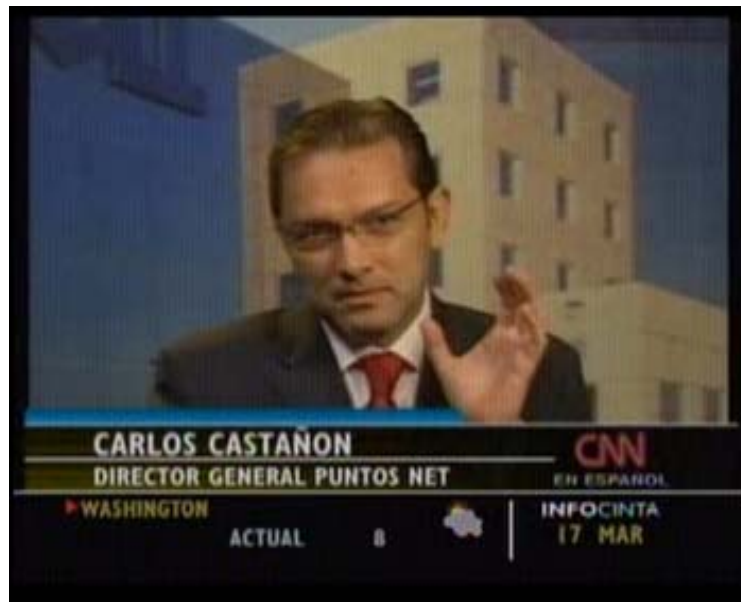 CARLOS CASTAÑON
DIRECTOR GENERAL PUNTOS NET
CNN
EN ESPAÑOL
WASHINGTON
ACTUAL 8
INFOCINTA
17 MAR